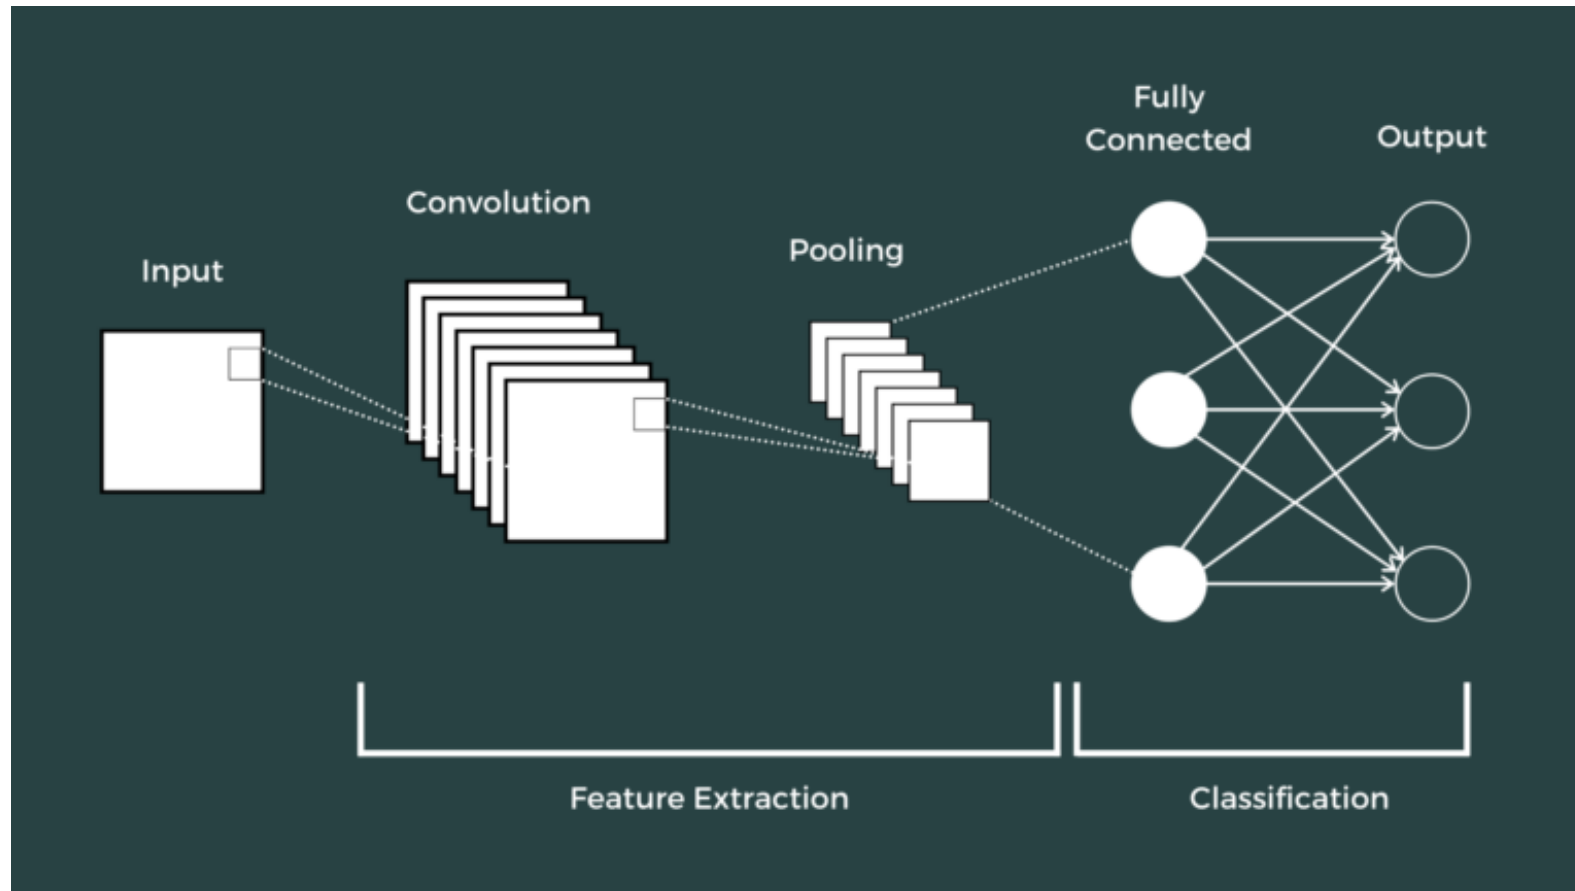 Input
Convolution
Pooling
Fully
Connected
Output
Feature Extraction
Classification